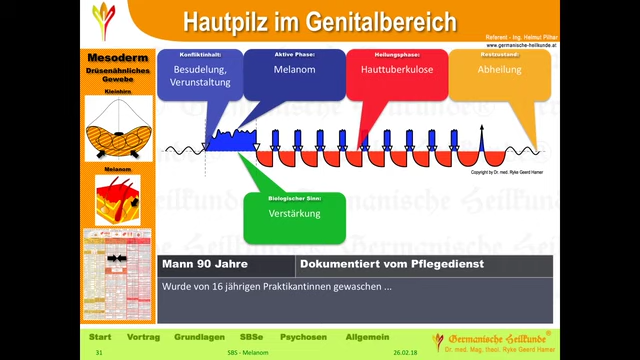 Hautpilz im Genitalbereich
Referent - Ing. Helmut Pilhar
www.germanische-heilkunde.at
Mesoderm
Drüsenähnliches
Gewebe
Kleinhirn
Melanom
Konfliktinhalt:
Besudelung,
Verunstaltung
Aktive Phase:
Melanom
Heilungsphase:
Hauttuberkulose
Restzustand:
Abheilung
Copyright by Dr. med. Ryke Geerd Hamer
Biologischer Sinn:
Verstärkung
Mann 90 Jahre
Dokumentiert vom Pflegedienst
Wurde von 16 jährigen Praktikantinnen gewaschen ...
Start Vortrag Grundlagen SBSe Psychosen Allgemein
31 SBS - Melanom 26.02.18
Germanische Heilkunde®
Dr. med. Mag. theol. Ryke Geerd Hamer